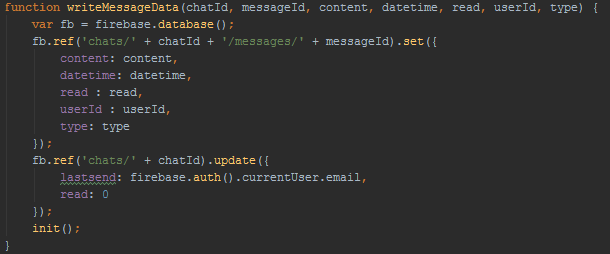 function writeMessageData(chatId, messageId, content, datetime, read, userId, type) {
    var fb = firebase.database();
    fb.ref('chats/' + chatId + '/messages/' + messageId).set({
        content: content,
        datetime: datetime,
        read : read,
        userId : userId,
        type: type
    });
    fb.ref('chats/' + chatId).update({
        lastsend: firebase.auth().currentUser.email,
        read: 0
    });
    init();
}